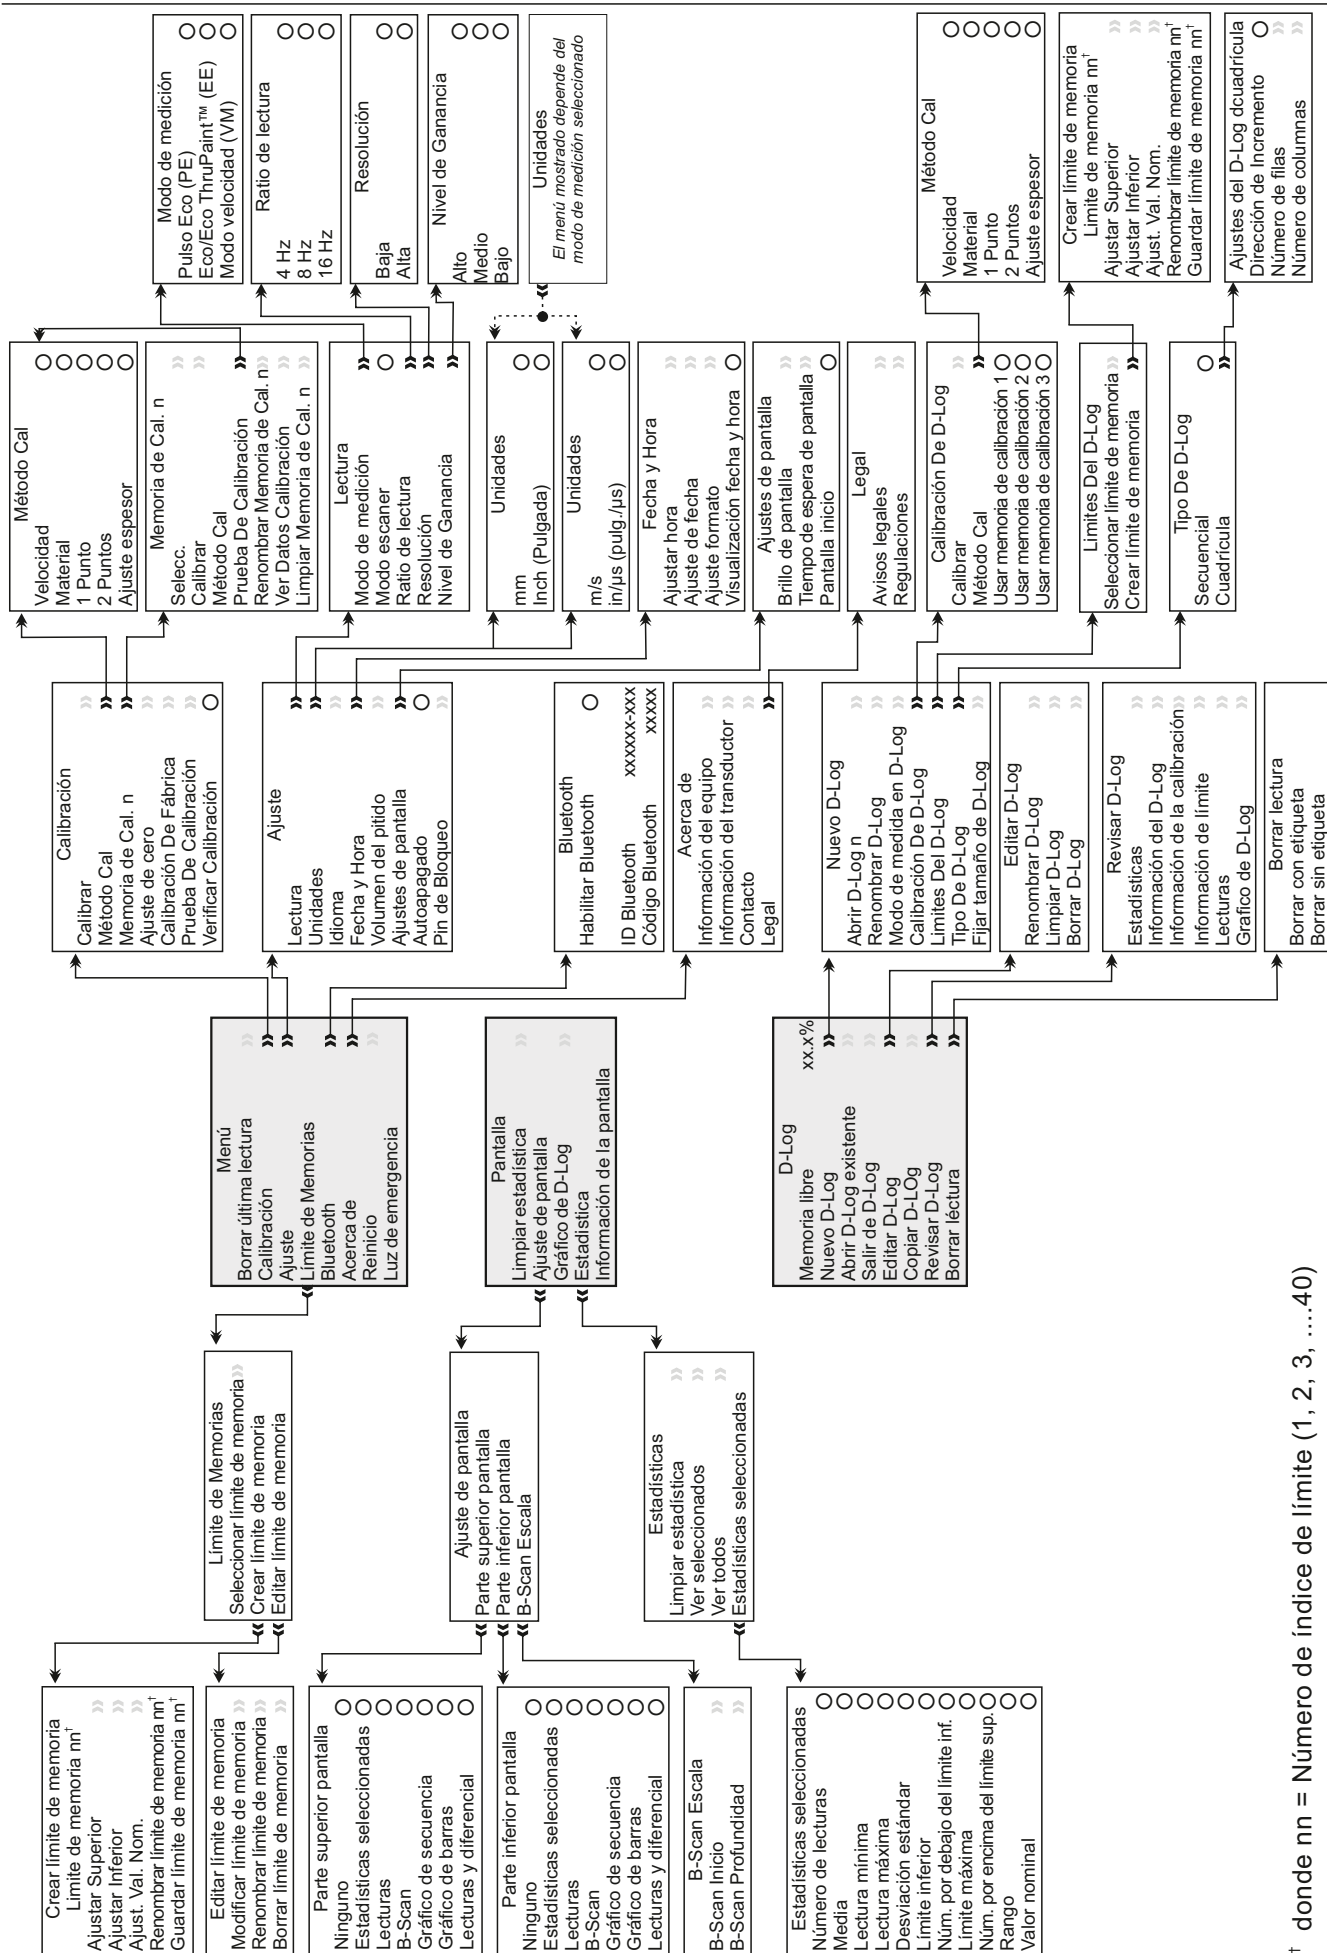 Crear límite de memoria
Limite de memoria nn†
Ajustar Superior
Ajustar Inferior
Ajust. Val. Nom.
Renombrar límite de memoria nn†
Guardar límite de memoria nn†
Editar límite de memoria
Modificar límite de memoria
Renombrar límite de memoria
Borrar límite de memoria
Parte superior pantalla
Ninguno
Estadísticas seleccionadas
Lecturas
B-Scan
Gráfico de secuencia
Gráfico de barras
Lecturas y diferencial
Parte inferior pantalla
Ninguno
Estadísticas seleccionadas
Lecturas
B-Scan
Gráfico de secuencia
Gráfico de barras
Lecturas y diferencial
B-Scan Escala
B-Scan Inicio
B-Scan Profundidad
Estadísticas seleccionadas
Número de lecturas
Media
Lectura mínima
Lectura máxima
Desviación estándar
Límite inferior
Núm. por debajo del límite inf.
Límite máxima
Núm. por encima del límite sup.
Rango
Valor nominal
Límite de Memorias
Seleccionar límite de memoria
Crear límite de memoria
Editar límite de memoria
Ajuste de pantalla
Parte superior pantalla
Parte inferior pantalla
B-Scan Escala
Estadísticas
Limpiar estadística
Ver seleccionados
Ver todos
Estadísticas seleccionadas
Menú
Borrar última lectura
Calibración
Ajuste
Límite de Memorias
Bluetooth
Acerca de
Reinicio
Luz de emergencia
Pantalla
Limpiar estadística
Ajuste de pantalla
Gráfico de D-Log
Estadística
Información de la pantalla
D-Log
Memoria libre xx.x%
Nuevo D-Log
Abrir D-Log existente
Salir de D-Log
Editar D-Log
Copiar D-LOg
Revisar D-Log
Borrar léctura
Calibración
Calibrar
Método Cal
Memoria de Cal. n
Ajuste de cero
Calibración De Fábrica
Prueba De Calibración
Verificar Calibración
Ajuste
Lectura
Unidades
Idioma
Fecha y Hora
Volumen del pitido
Ajustes de pantalla
Autoapagado
Pin de Bloqueo
Bluetooth
Habilitar Bluetooth
ID Bluetooth xxxxxx-xxx
Código Bluetooth xxxxx
Acerca de
Información del equipo
Información del transductor
Contacto
Legal
Nuevo D-Log
Abrir D-Log n
Renombrar D-Log
Modo de medida en D-Log
Calibración De D-Log
Limites Del D-Log
Tipo De D-Log
Fijar tamaño de D-Log
Editar D-Log
Renombrar D-Log
Limpiar D-Log
Borrar D-Log
Revisar D-Log
Estadísticas
Información del D-Log
Información de la calibración
Información de límite
Lecturas
Grafico de D-Log
Borrar lectura
Borrar con etiqueta
Borrar sin etiqueta
Método Cal
Velocidad
Material
1 Punto
2 Puntos
Ajuste espesor
Memoria de Cal. n
Selecc.
Calibrar
Método Cal
Prueba De Calibración
Renombrar Memoria de Cal. n
Ver Datos Calibración
Limpiar Memoria de Cal. n
Lectura
Modo de medición
Modo escaner
Ratio de lectura
Resolución
Nivel de Ganancia
Unidades
mm
Inch (Pulgada)
Unidades
m/s
in/µs (pulg./µs)
Fecha y Hora
Ajustar hora
Ajuste de fecha
Ajuste formato
Visualización fecha y hora
Ajustes de pantalla
Brillo de pantalla
Tiempo de espera de pantalla
Pantalla inicio
Legal
Avisos legales
Regulaciones
Calibración De D-Log
Calibrar
Método Cal
Usar memoria de calibración 1
Usar memoria de calibración 2
Usar memoria de calibración 3
Limites Del D-Log
Seleccionar límite de memoria
Crear límite de memoria
Tipo De D-Log
Secuencial
Cuadrícula
Modo de medición
Pulso Eco (PE)
Eco/Eco ThruPaint™ (EE)
Modo velocidad (VM)
Ratio de lectura
4 Hz
8 Hz
16 Hz
Resolución
Baja
Alta
Nivel de Ganancia
Alto
Medio
Bajo
Unidades
El menú mostrado depende del
modo de medición seleccionado
Método Cal
Velocidad
Material
1 Punto
2 Puntos
Ajuste espesor
Crear límite de memoria
Limite de memoria nn†
Ajustar Superior
Ajustar Inferior
Ajust. Val. Nom.
Renombrar límite de memoria nn†
Guardar límite de memoria nn†
Ajustes del D-Log dcuadrícula
Dirección de Incremento
Número de filas
Número de columnas
† donde nn = Número de índice de límite (1, 2, 3, ....40)